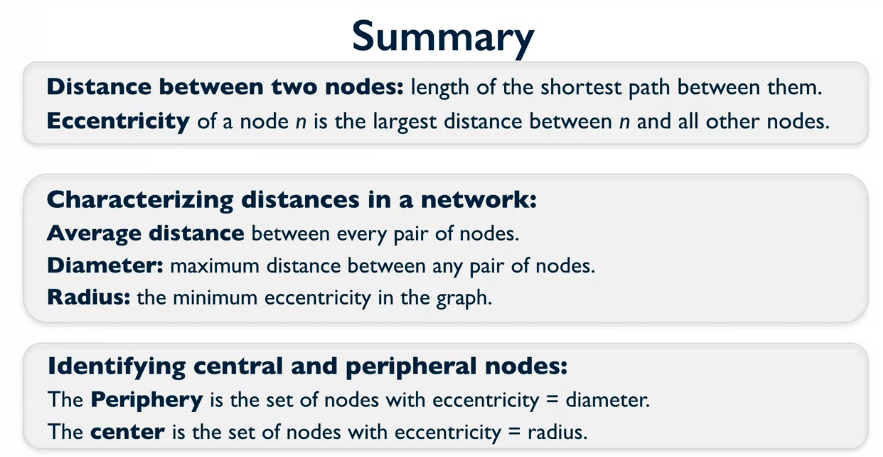 Summary
Distance between two nodes: length of the shortest path between them.
Eccentricity of a node n is the largest distance between n and all other nodes.
Characterizing distances in a network:
Average distance between every pair of nodes.
Diameter: maximum distance between any pair of nodes.
Radius: the minimum eccentricity in the graph.
Identifying central and peripheral nodes:
The Periphery is the set of nodes with eccentricity = diameter.
The center is the set of nodes with eccentricity = radius.